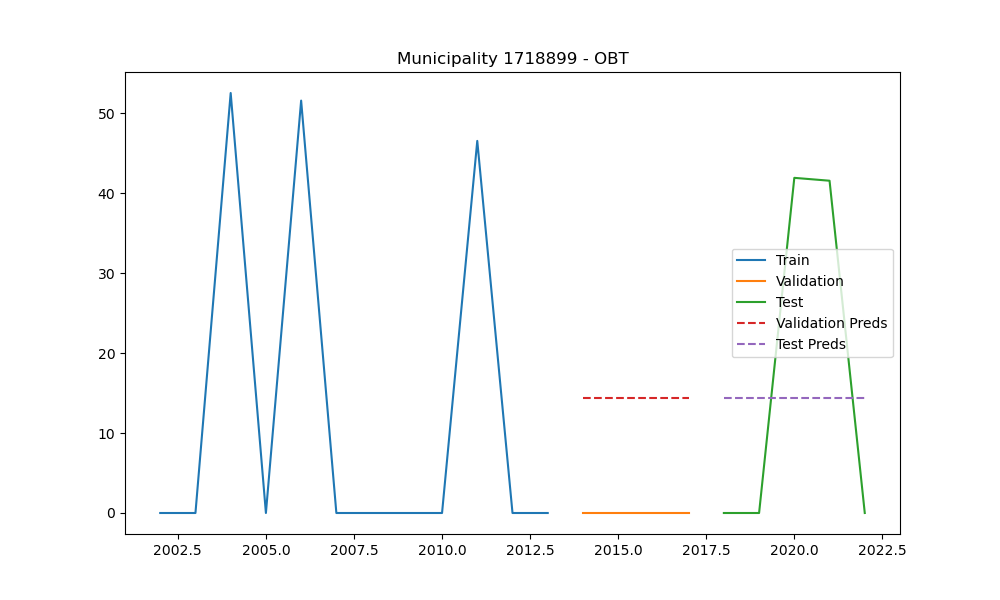 Municipality 1718899 - OBT
50
40
30
20
10
0
Train
Validation
Test
Validation Preds
Test Preds
2002.5 2005.0 2007.5 2010.0 2012.5 2015.0 2017.5 2020.0 2022.5